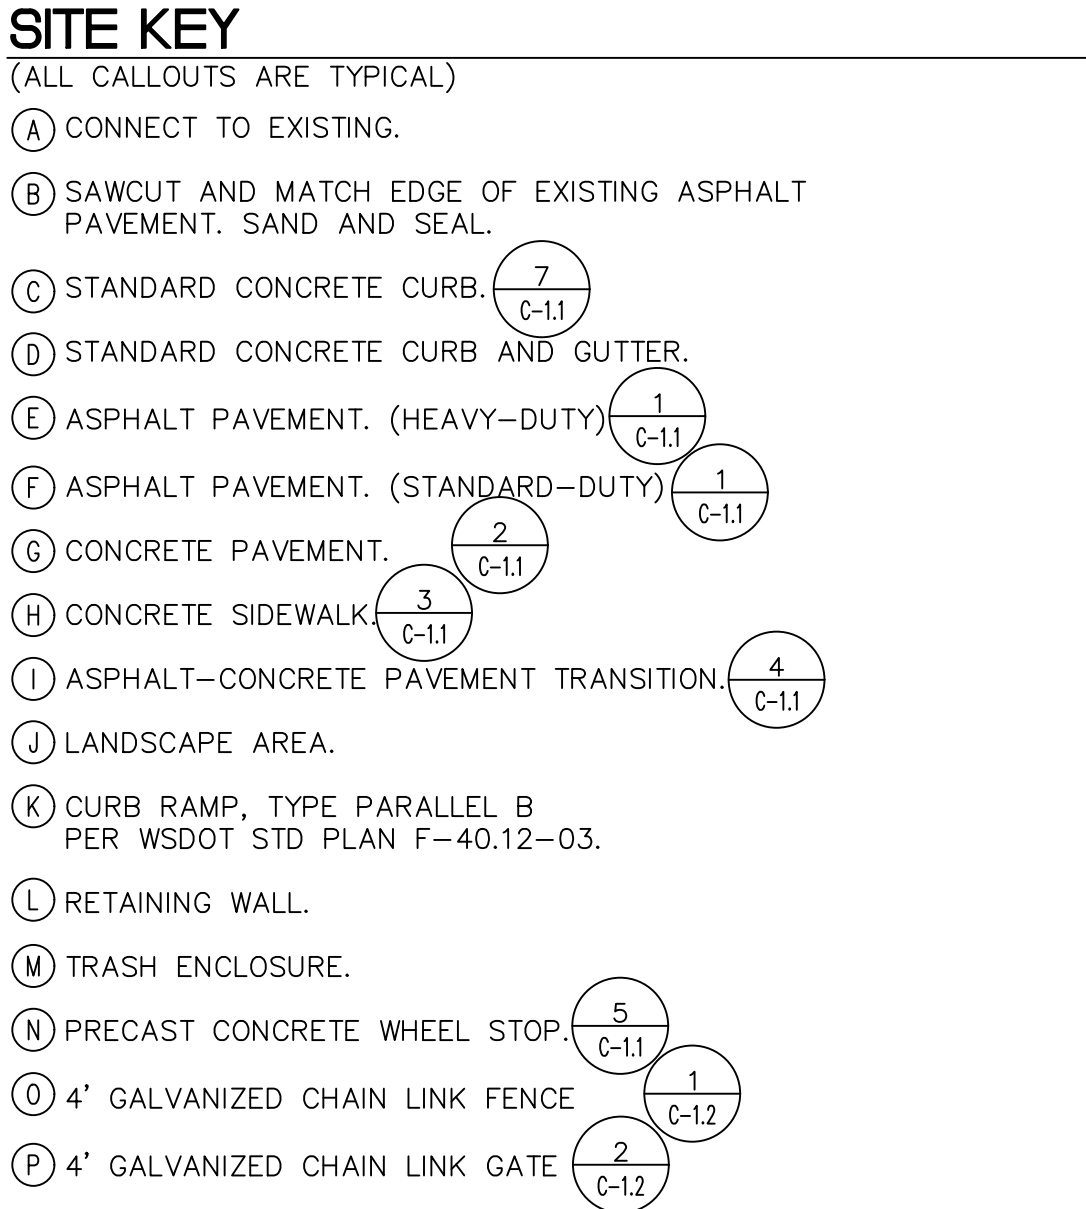 SITE KEY
(ALL CALLOUTS ARE TYPICAL)
A CONNECT TO EXISTING.
B SAWCUT AND MATCH EDGE OF EXISTING ASPHALT
PAVEMENT. SAND AND SEAL.
C STANDARD CONCRETE CURB. 7
C-1.1
D STANDARD CONCRETE CURB AND GUTTER.
E ASPHALT PAVEMENT. (HEAVY-DUTY) 1
C-1.1
F ASPHALT PAVEMENT. (STANDARD-DUTY) 1
C-1.1
G CONCRETE PAVEMENT. 2
C-1.1
H CONCRETE SIDEWALK. 3
C-1.1
I ASPHALT-CONCRETE PAVEMENT TRANSITION. 4
C-1.1
J LANDSCAPE AREA.
K CURB RAMP, TYPE PARALLEL B
PER WSDOT STD PLAN F-40.12-03.
L RETAINING WALL.
M TRASH ENCLOSURE.
N PRECAST CONCRETE WHEEL STOP. 5
C-1.1
O 4' GALVANIZED CHAIN LINK FENCE 1
C-1.2
P 4' GALVANIZED CHAIN LINK GATE 2
C-1.2